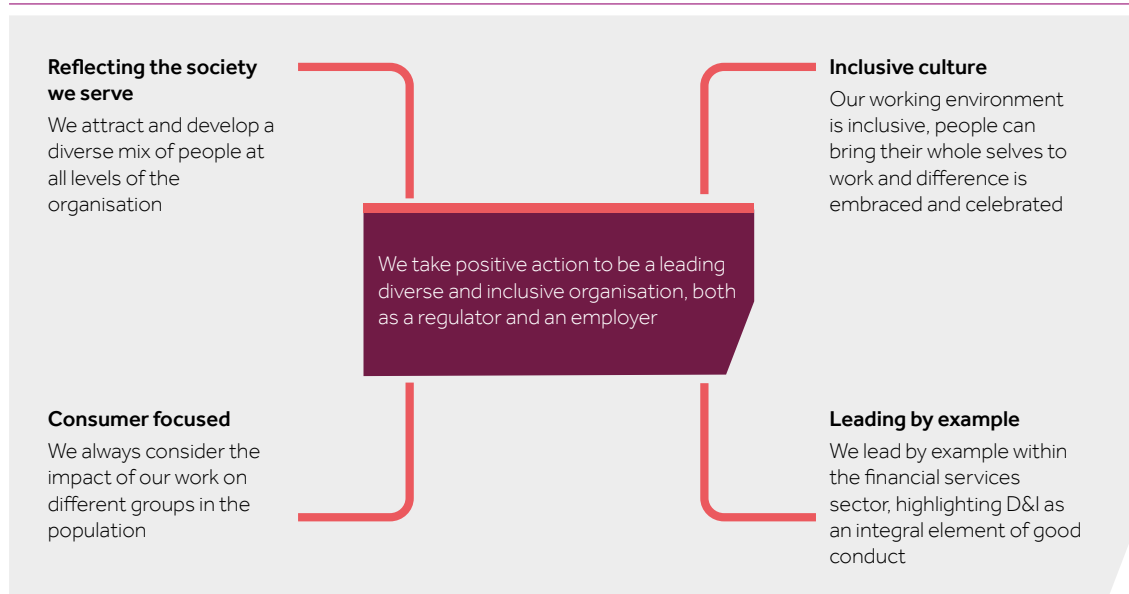 Reflecting the society
we serve
We attract and develop a
diverse mix of people at
all levels of the
organisation
Inclusive culture
Our working environment
is inclusive, people can
bring their whole selves to
work and difference is
embraced and celebrated
We take positive action to be a leading
diverse and inclusive organisation, both
as a regulator and an employer
Consumer focused
We always consider the
impact of our work on
different groups in the
population
Leading by example
We lead by example within
the financial services
sector, highlighting D&I as
an integral element of good
conduct